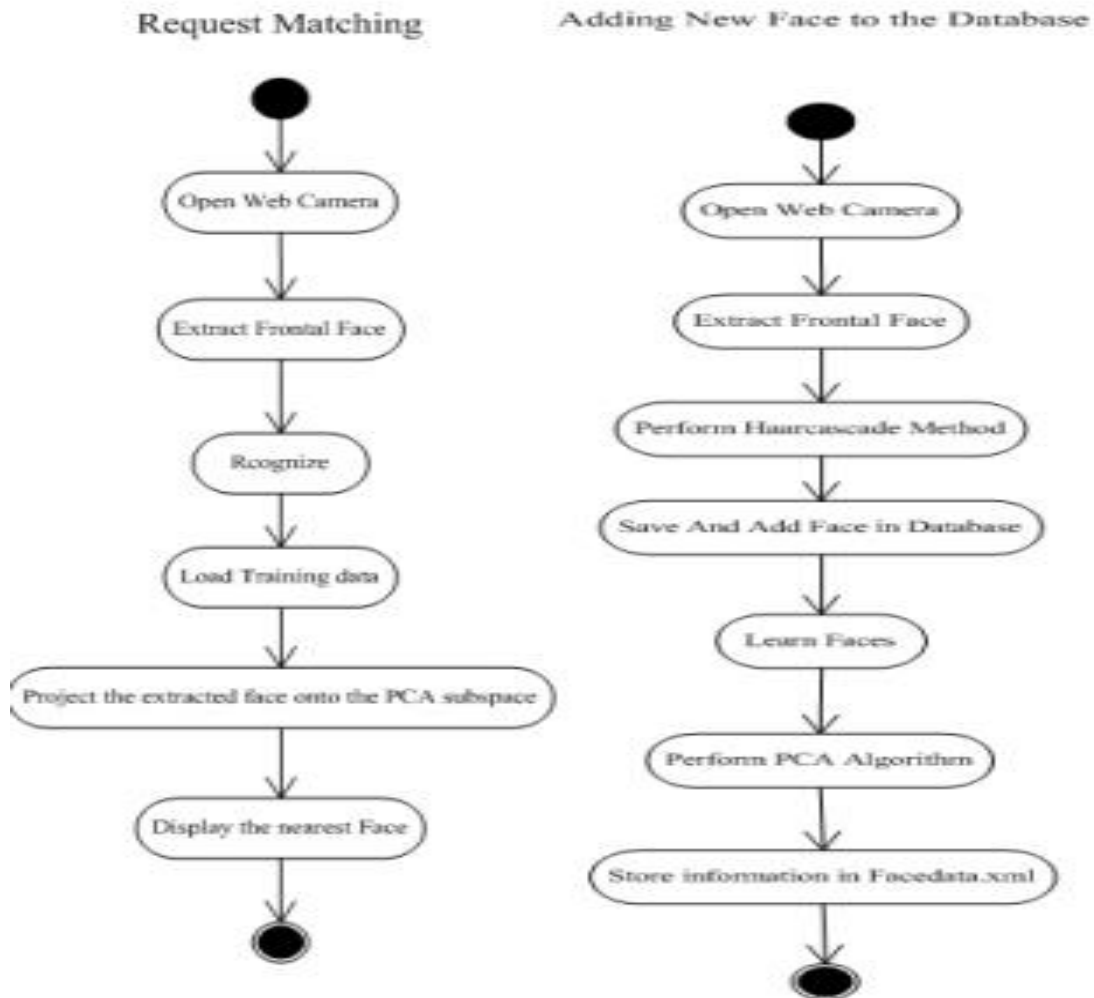 Request Matching
Open Web Camera
Extract Frontal Face
Rcognize
Load Training data
Project the extracted face onto the PCA subspace
Display the nearest Face
Adding New Face to the Database
Open Web Camera
Extract Frontal Face
Perform Haarcascade Method
Save And Add Face in Database
Learn Faces
Perform PCA Algorithm
Store information in Facedata.xml